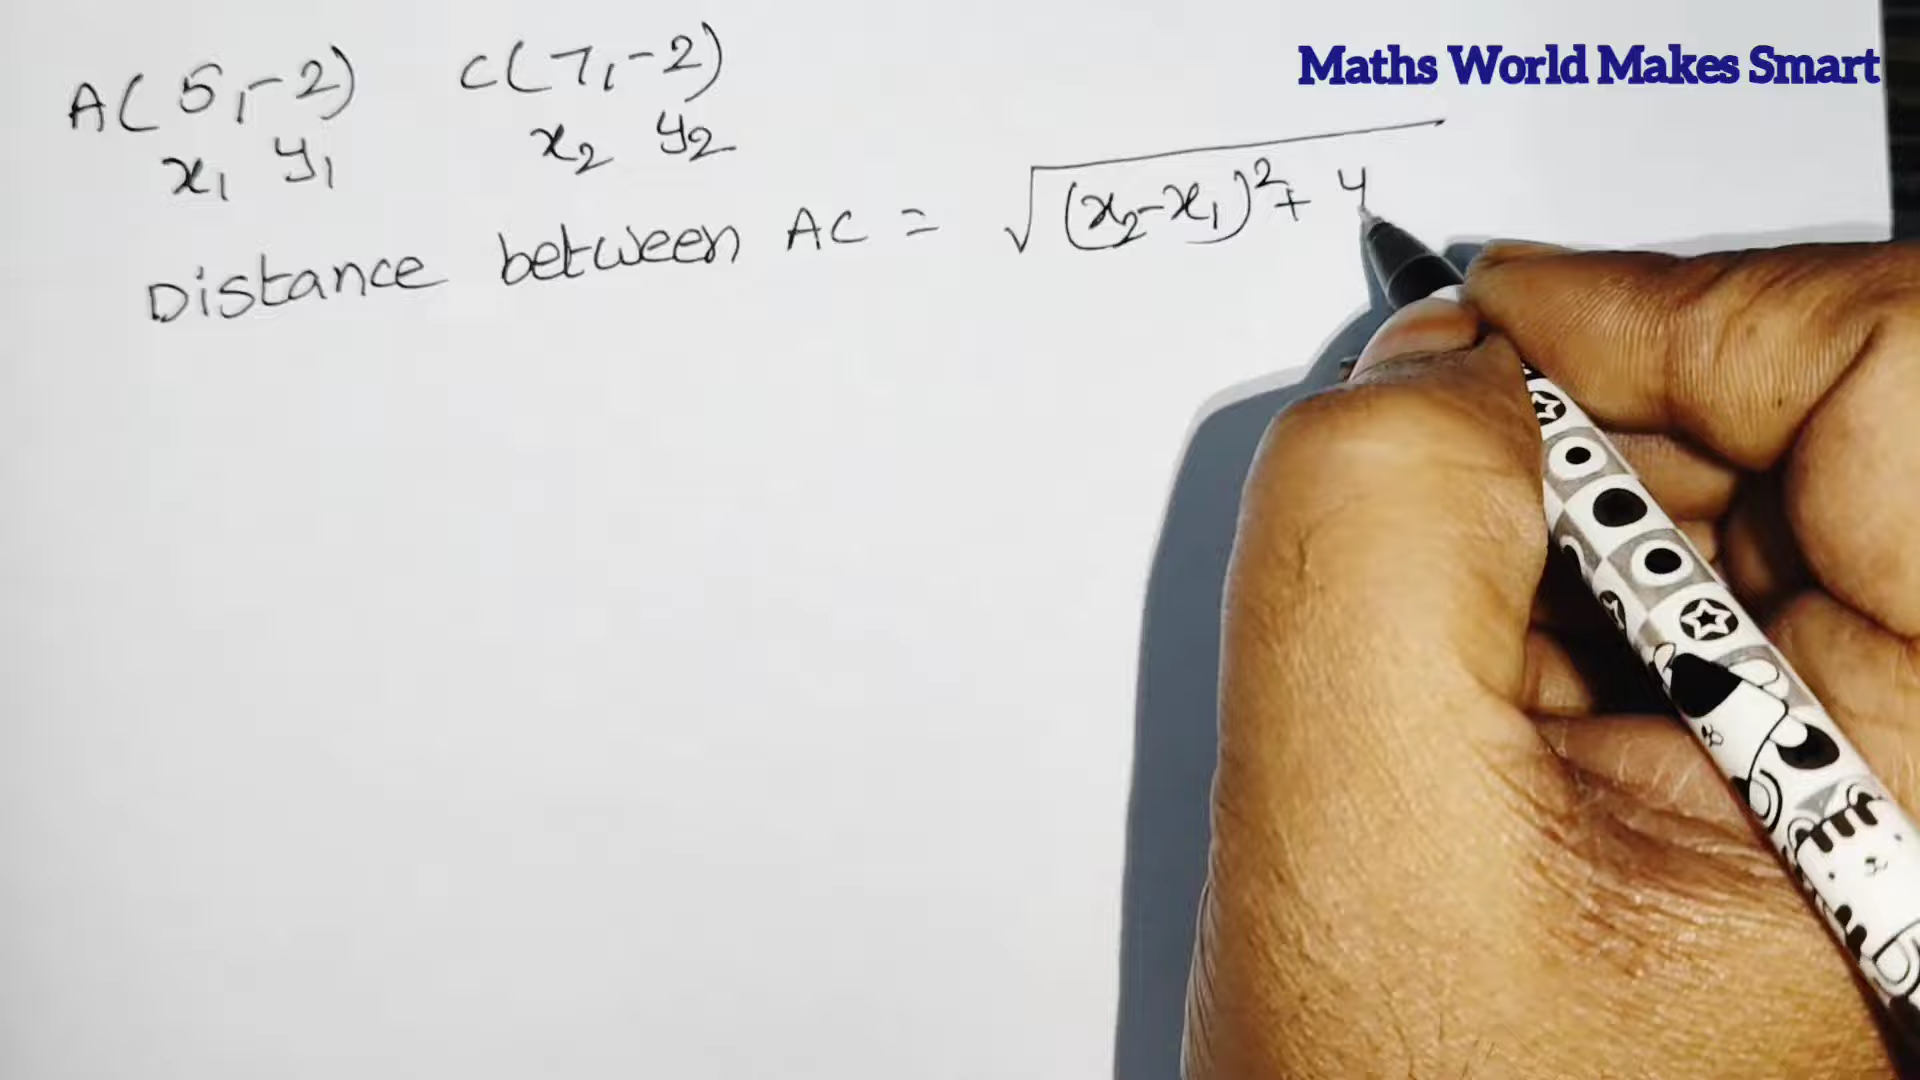 Maths World Makes Smart
A(5,-2) C(7,-2)
x₁ y₁ x₂ y₂
Distance between AC = √(x₂-x₁)²+ y